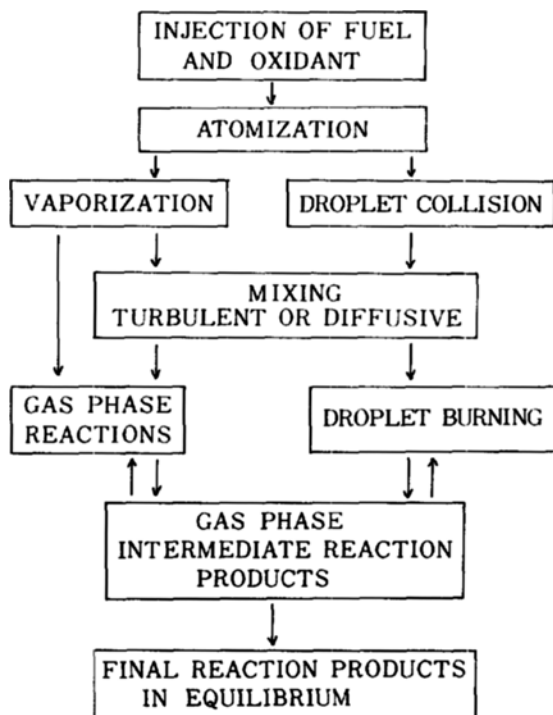 INJECTION OF FUEL
AND OXIDANT
ATOMIZATION
VAPORIZATION
DROPLET COLLISION
MIXING
TURBULENT OR DIFFUSIVE
GAS PHASE
REACTIONS
DROPLET BURNING
GAS PHASE
INTERMEDIATE REACTION
PRODUCTS
FINAL REACTION PRODUCTS
IN EQUILIBRIUM